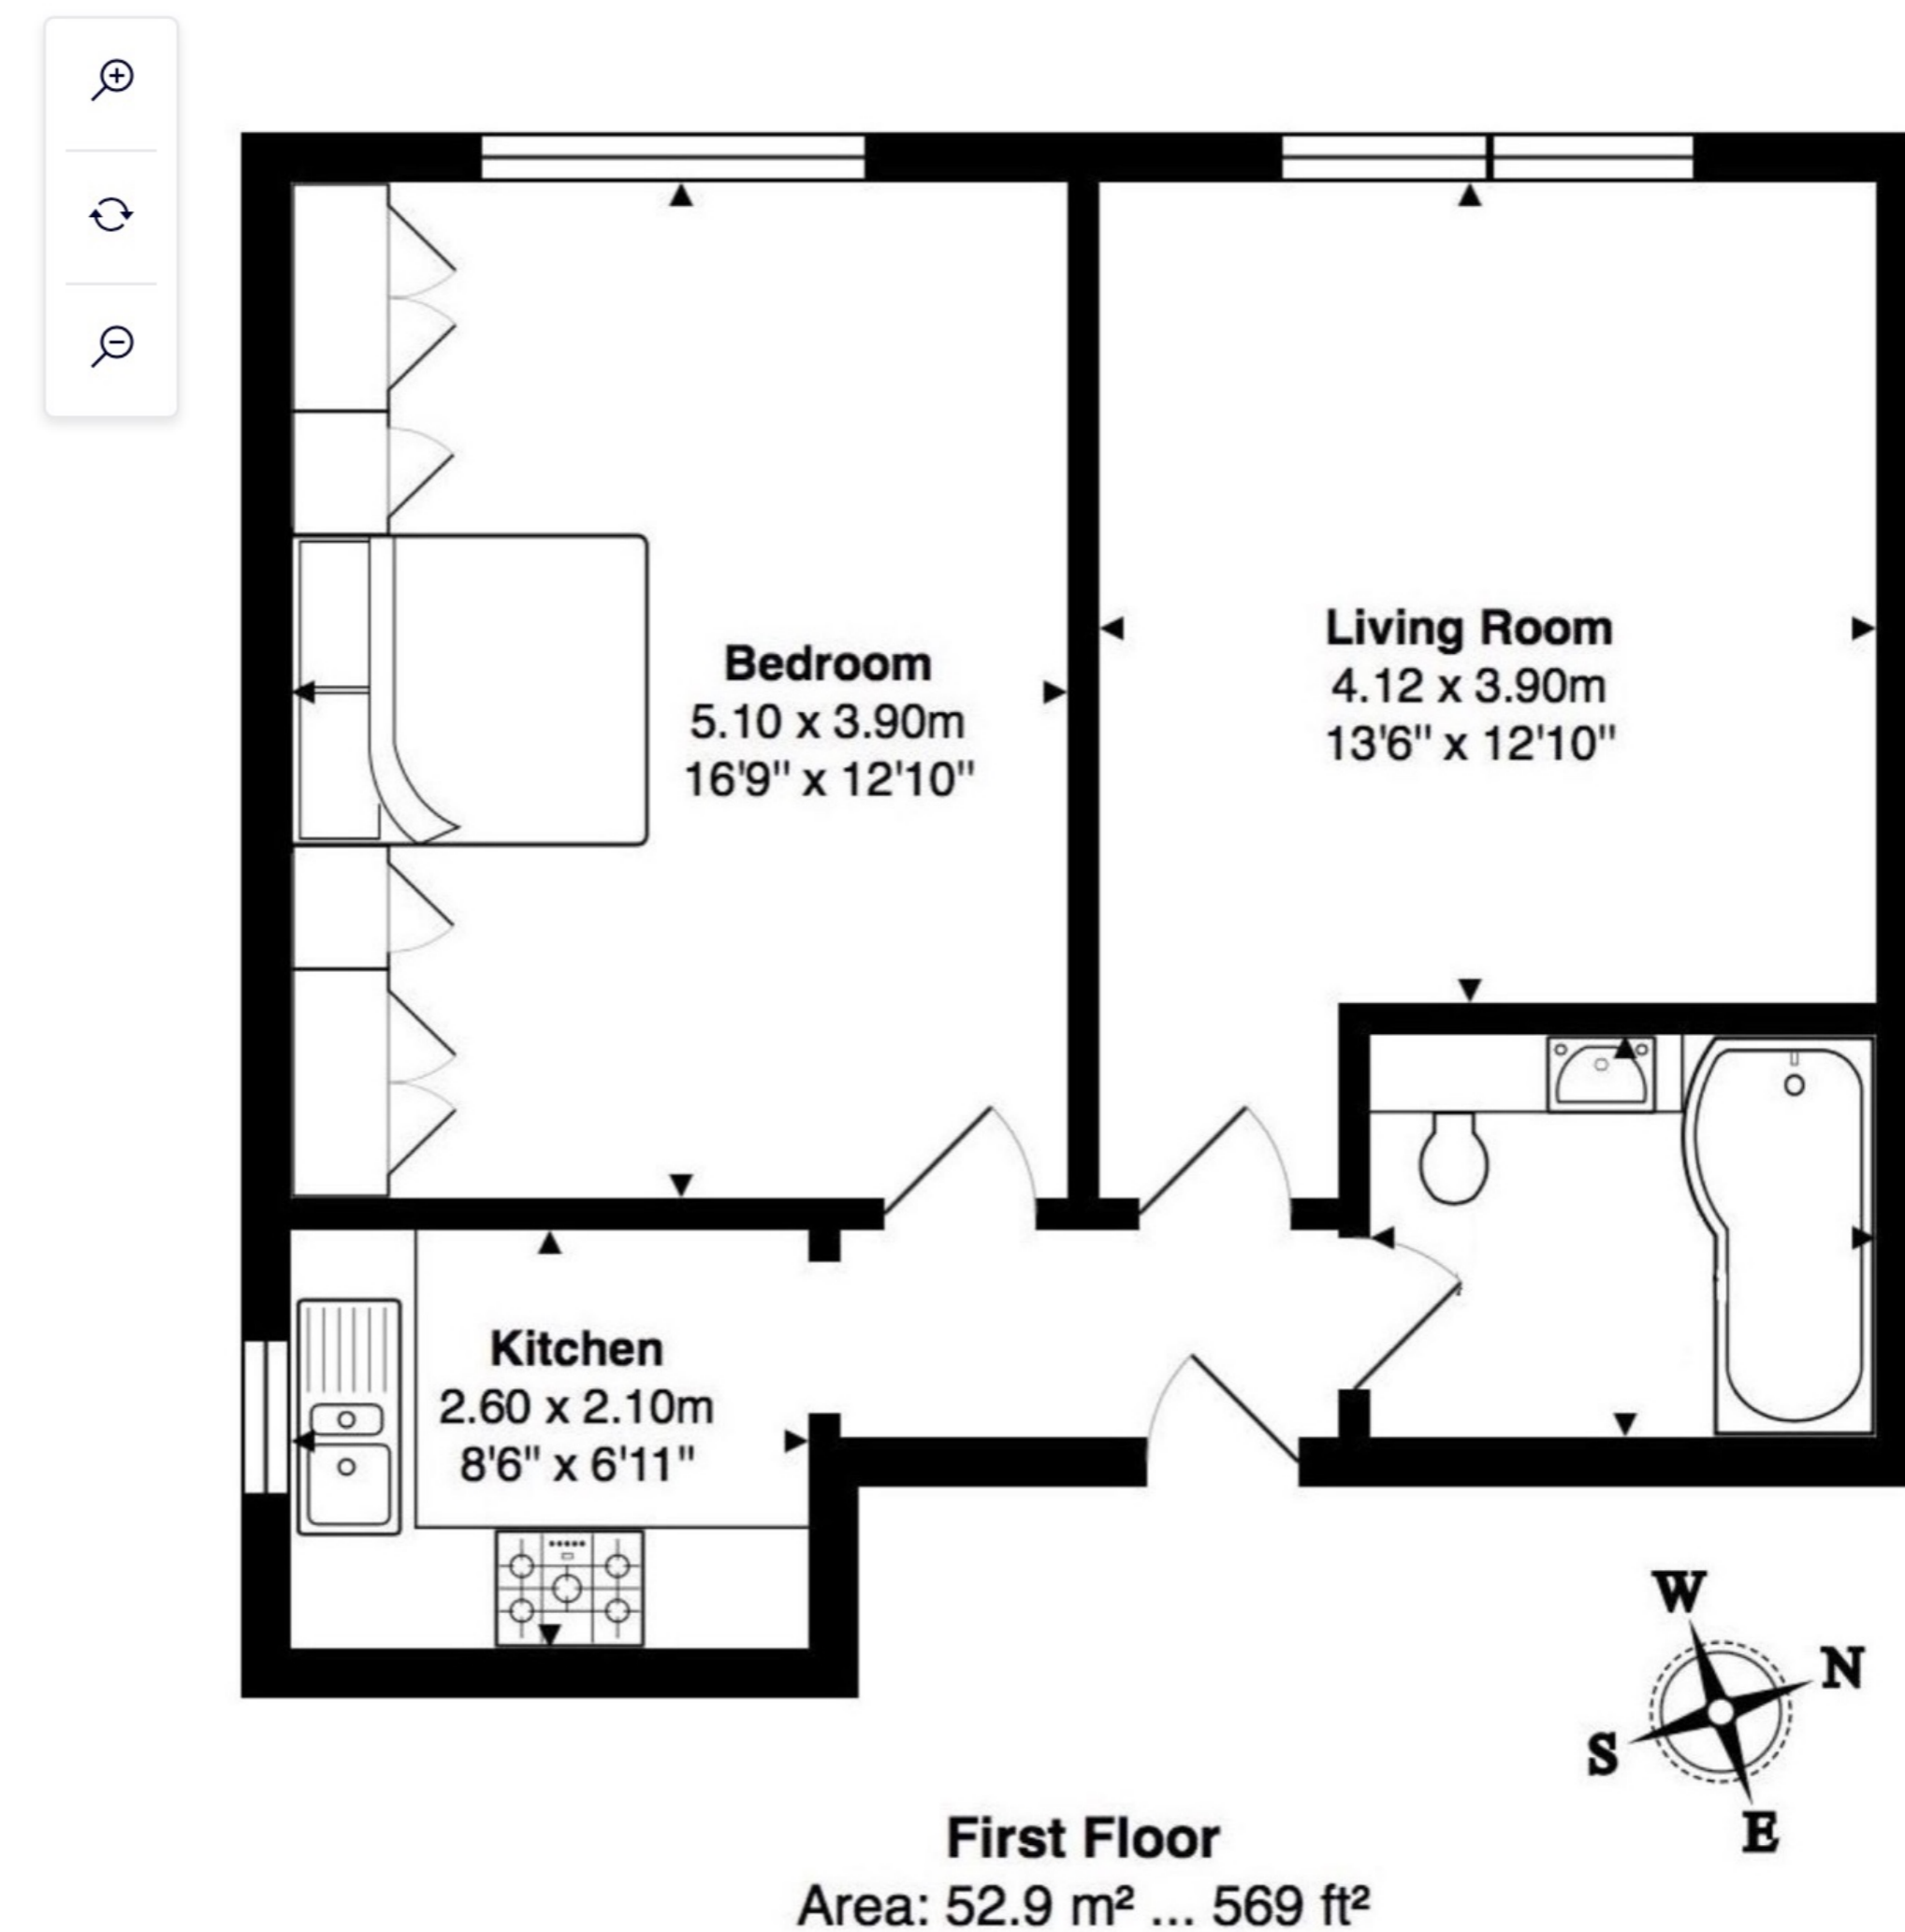 Bedroom
5.10 x 3.90m
16'9" x 12'10"
Living Room
4.12 x 3.90m
13'6" x 12'10"
Kitchen
2.60 x 2.10m
8'6" x 6'11"
W
N
S
E
First Floor
Area: 52.9 m² ... 569 ft²